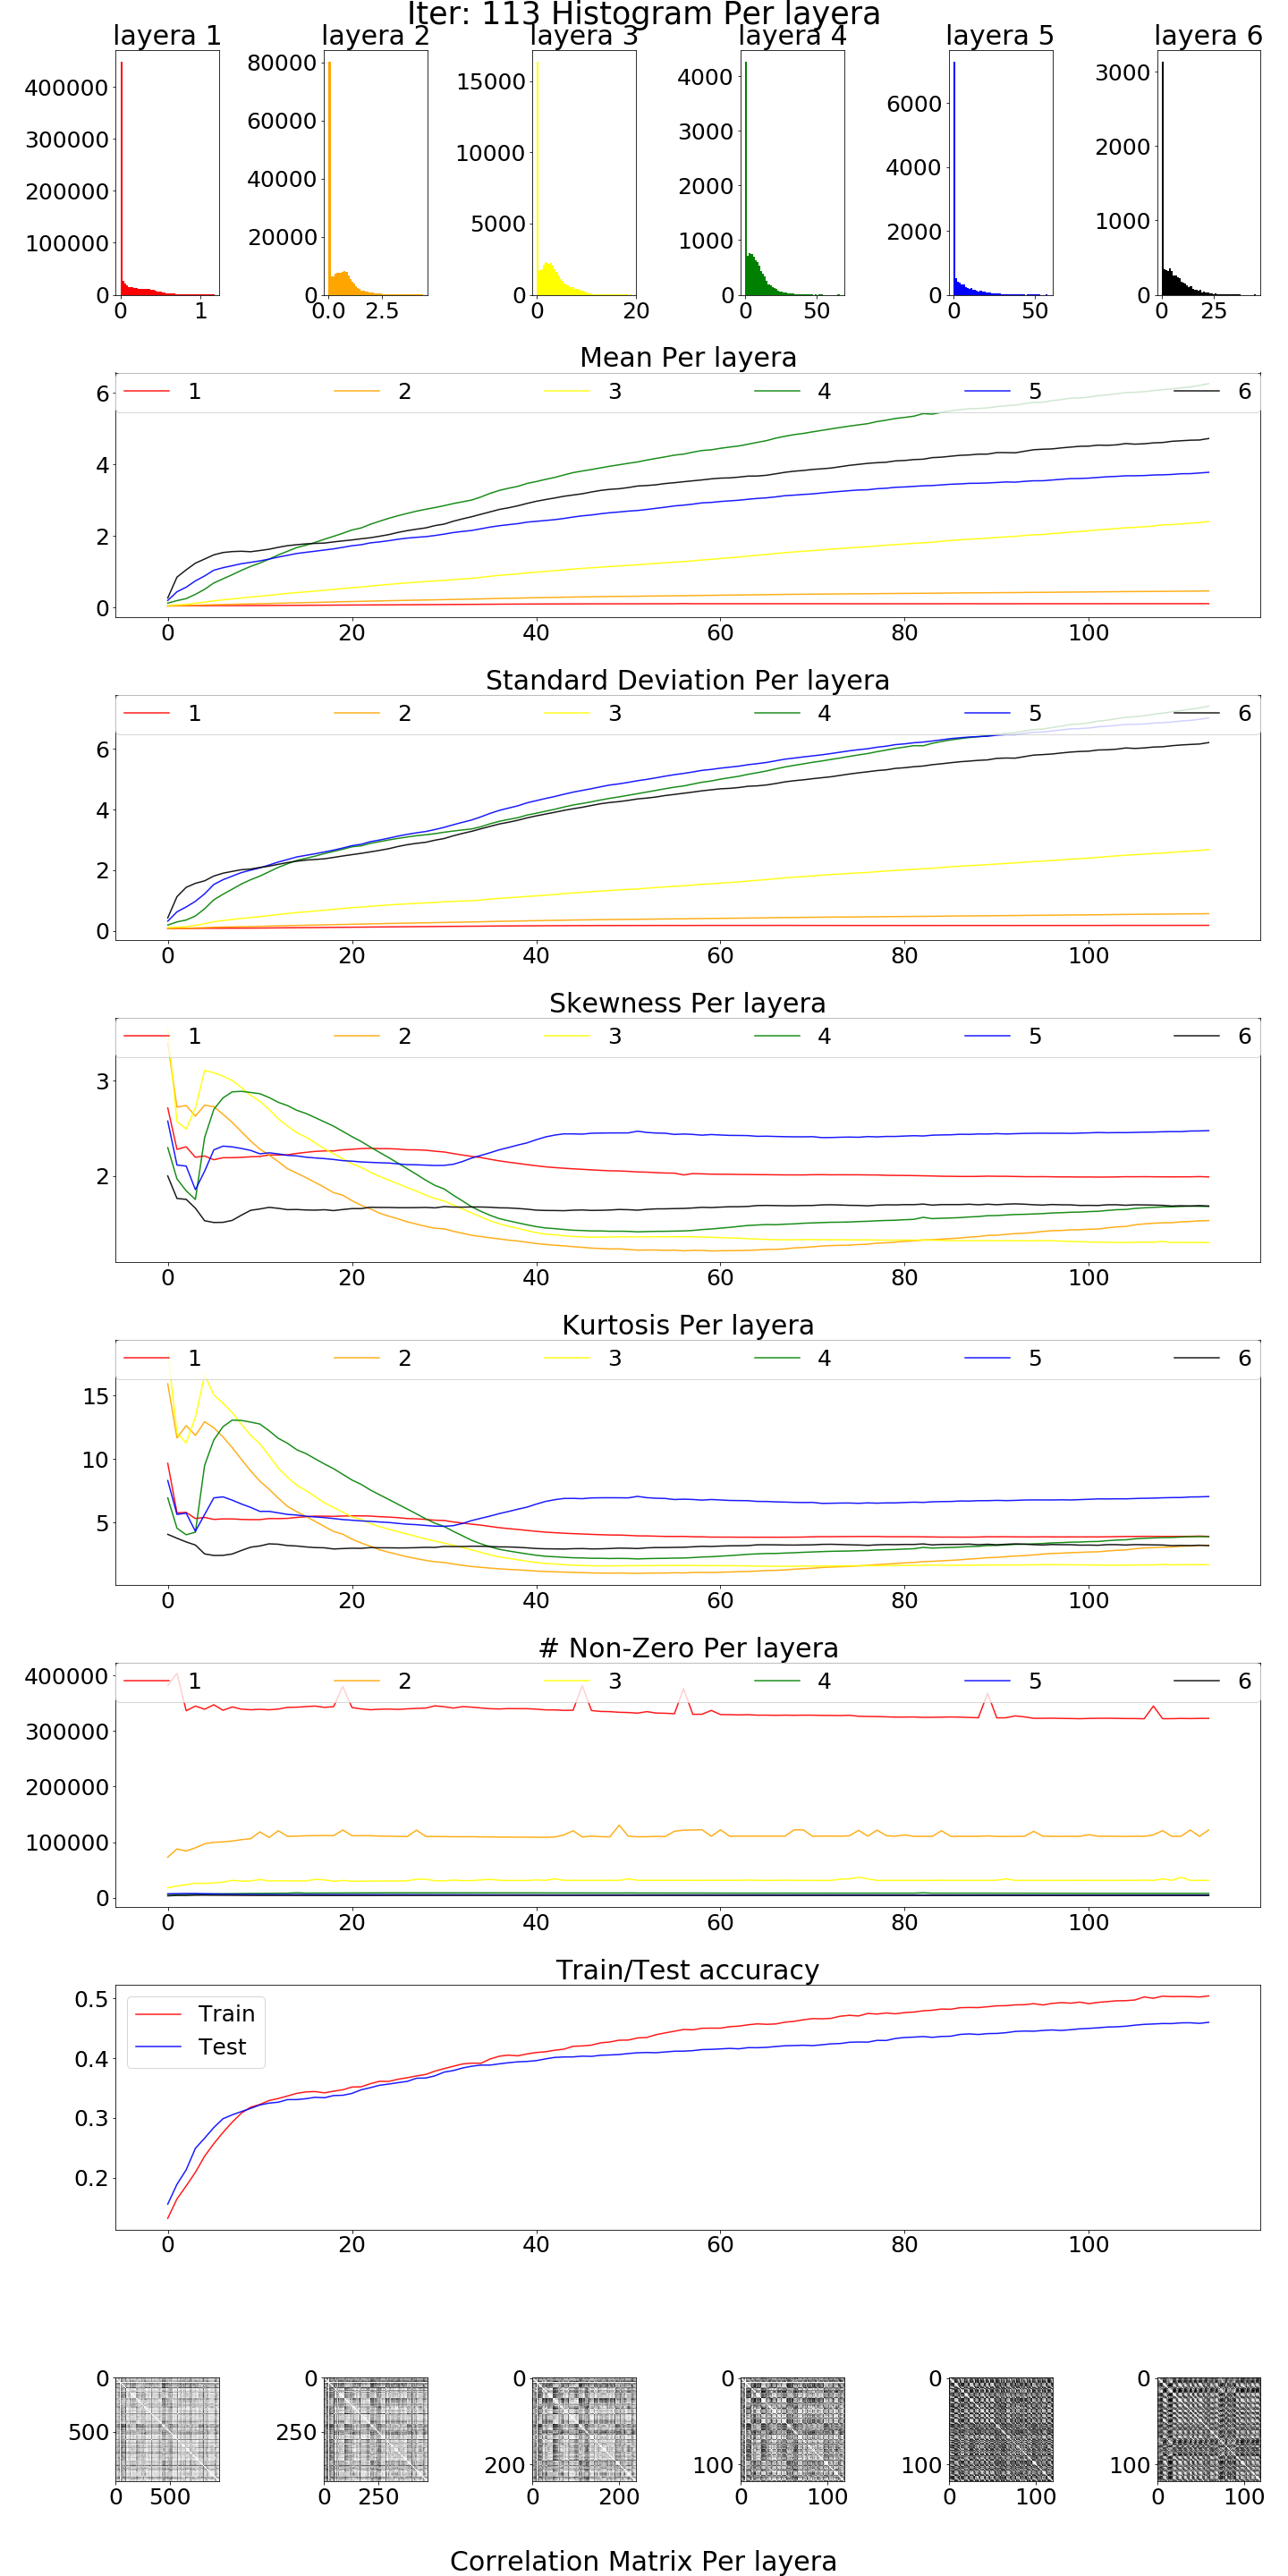 Iter: 113 Histogram Per layera
layera 1 layera 2 layera 3 layera 4 layera 5 layera 6
400000 300000 200000 100000 0
0 1
80000 60000 40000 20000 0
0.0 2.5
15000 10000 5000 0
0 20
4000 3000 2000 1000 0
0 50
6000 4000 2000 0
0 50
3000 2000 1000 0
0 25
Mean Per layera
1 2 3 4 5 6
6
4
2
0
0 20 40 60 80 100
Standard Deviation Per layera
1 2 3 4 5 6
6
4
2
0
0 20 40 60 80 100
Skewness Per layera
1 2 3 4 5 6
3
2
0 20 40 60 80 100
Kurtosis Per layera
1 2 3 4 5 6
15
10
5
0 20 40 60 80 100
# Non-Zero Per layera
1 2 3 4 5 6
400000
300000
200000
100000
0
0 20 40 60 80 100
Train/Test accuracy
Train
Test
0.5
0.4
0.3
0.2
0 20 40 60 80 100
0 500
0 500
0 250
0 250
0 200
0 200
0 100
0 100
0 100
0 100
0 100
0 100
Correlation Matrix Per layera